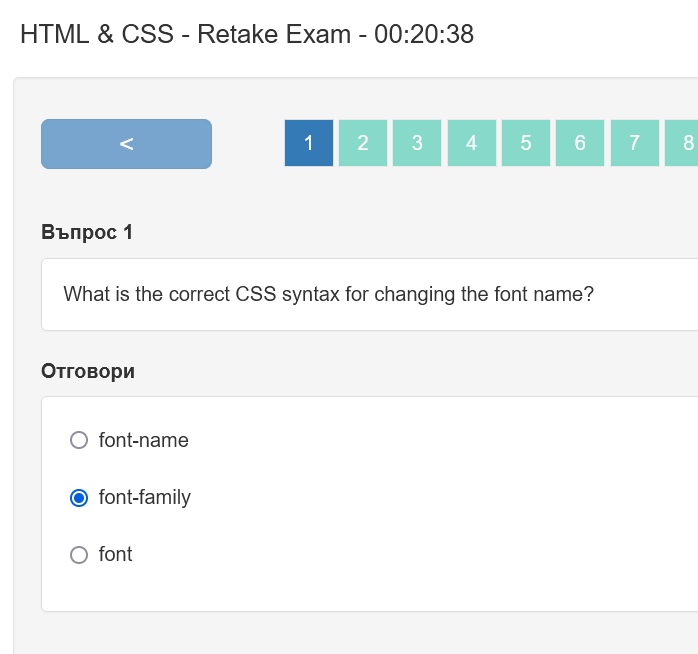 HTML & CSS - Retake Exam - 00:20:38
< 1 2 3 4 5 6 7 8
Въпрос 1
What is the correct CSS syntax for changing the font name?
Отговори
font-name
font-family
font